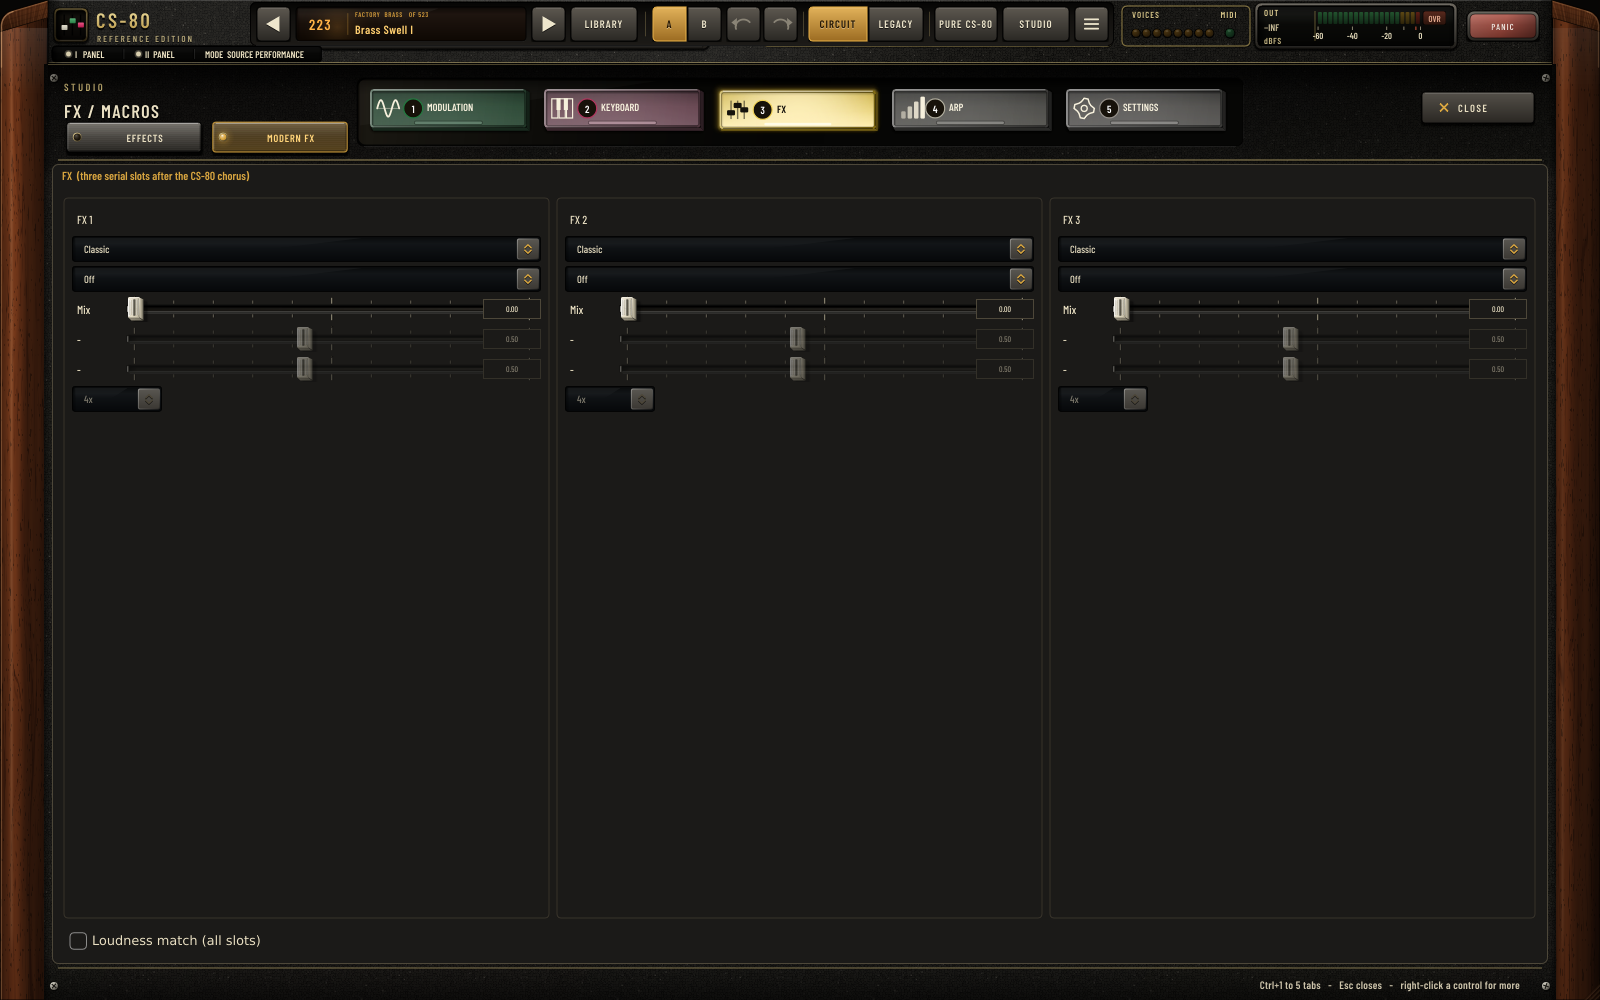 CS-80
REFERENCE EDITION
223
FACTORY BRASS OF 523
Brass Swell I
LIBRARY
A
B
CIRCUIT
LEGACY
PURE CS-80
STUDIO
VOICES
MIDI
OUT
-INF
dBFS
-60
-40
-20
0
OVR
PANIC
I PANEL
II PANEL
MODE SOURCE PERFORMANCE
STUDIO
FX / MACROS
EFFECTS
MODERN FX
1 MODULATION
2 KEYBOARD
3 FX
4 ARP
5 SETTINGS
CLOSE
FX (three serial slots after the CS-80 chorus)
FX 1
Classic
Off
Mix
0.00
-
0.50
-
0.50
4x
FX 2
Classic
Off
Mix
0.00
-
0.50
-
0.50
4x
FX 3
Classic
Off
Mix
0.00
-
0.50
-
0.50
4x
Loudness match (all slots)
Ctrl+1 to 5 tabs - Esc closes - right-click a control for more